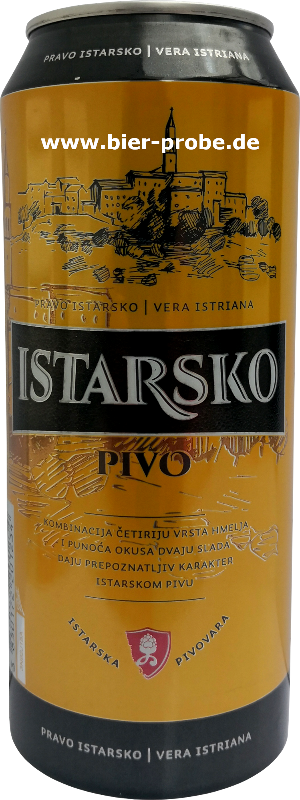 PRAVO ISTARSKO | VERA ISTRIANA
www.bier-probe.de
PRAVO ISTARSKO | VERA ISTRIANA
ISTARSKO
PIVO
KOMBINACIJA ČETIRIJU VRSTA HMELJA
I PUNOĆA OKUSA DVAJU SLADA
DAJU PREPOZNATLJIV KARAKTER
ISTARSKOM PIVU
ISTARSKA PIVOVARA
PRAVO ISTARSKO | VERA ISTRIANA